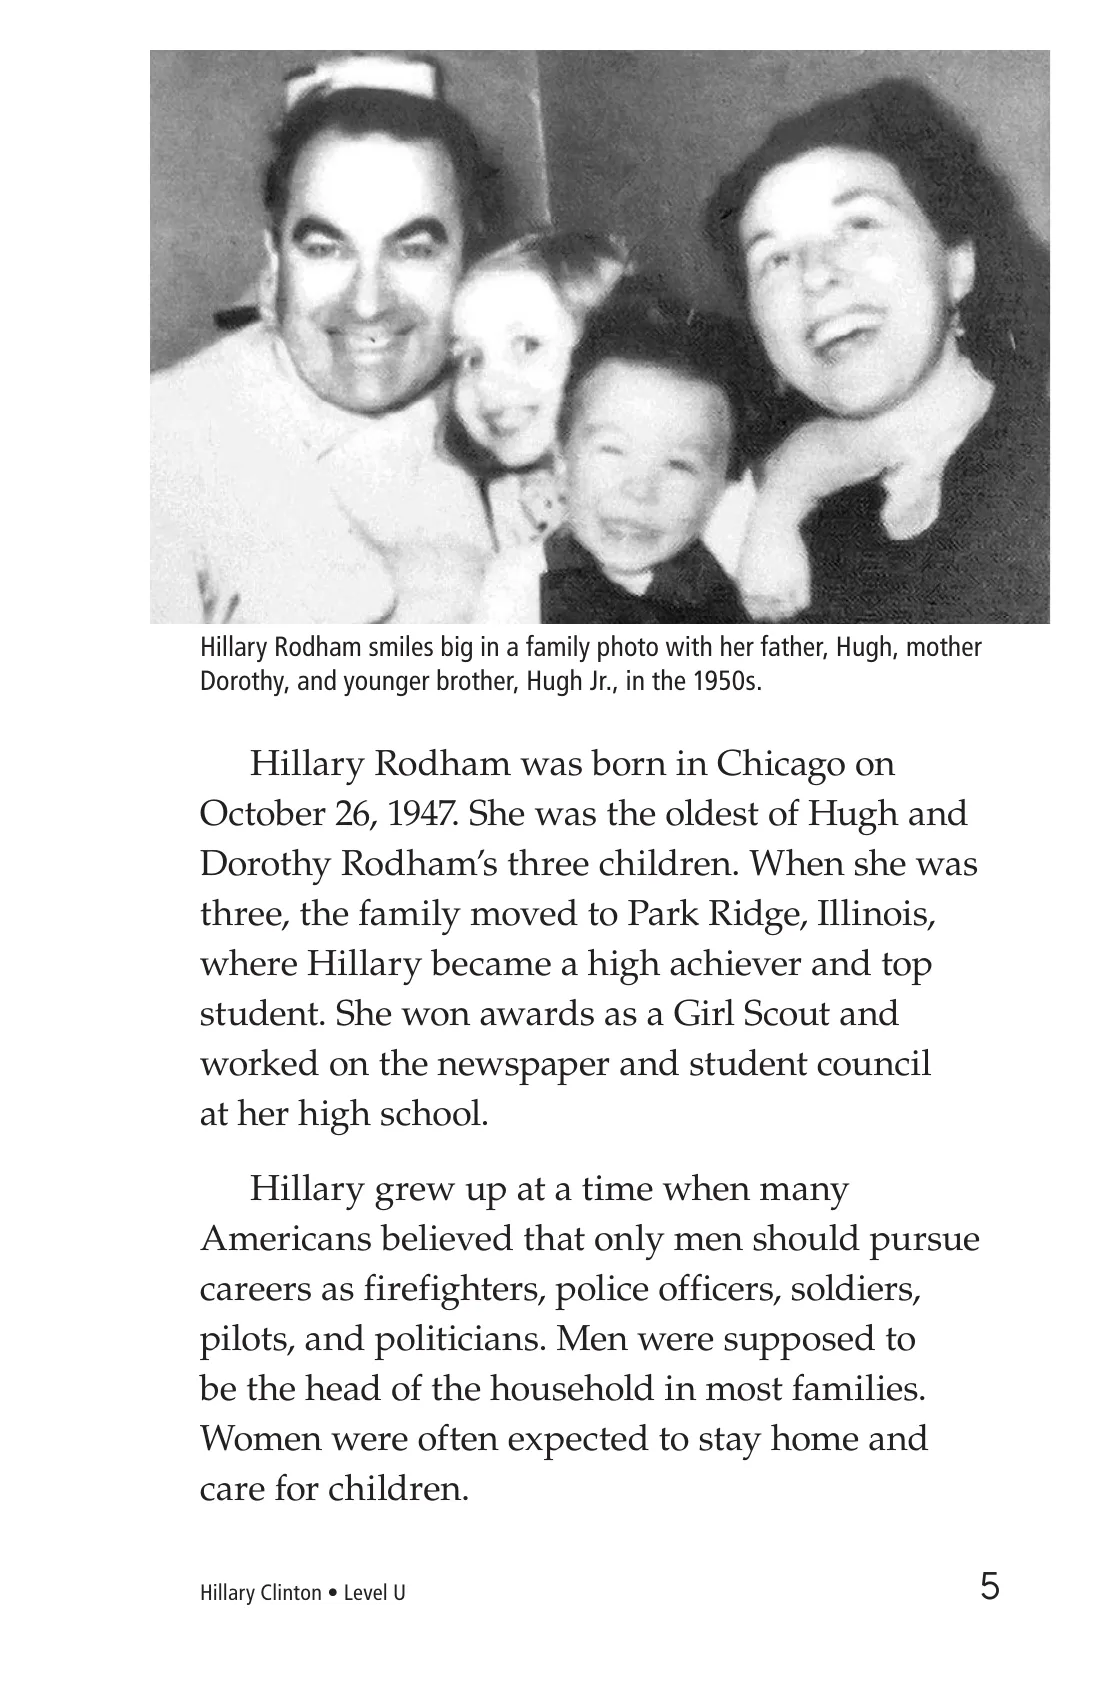 Hillary Rodham smiles big in a family photo with her father, Hugh, mother
Dorothy, and younger brother, Hugh Jr., in the 1950s.
Hillary Rodham was born in Chicago on
October 26, 1947. She was the oldest of Hugh and
Dorothy Rodham’s three children. When she was
three, the family moved to Park Ridge, Illinois,
where Hillary became a high achiever and top
student. She won awards as a Girl Scout and
worked on the newspaper and student council
at her high school.
Hillary grew up at a time when many
Americans believed that only men should pursue
careers as firefighters, police officers, soldiers,
pilots, and politicians. Men were supposed to
be the head of the household in most families.
Women were often expected to stay home and
care for children.
Hillary Clinton • Level U 5